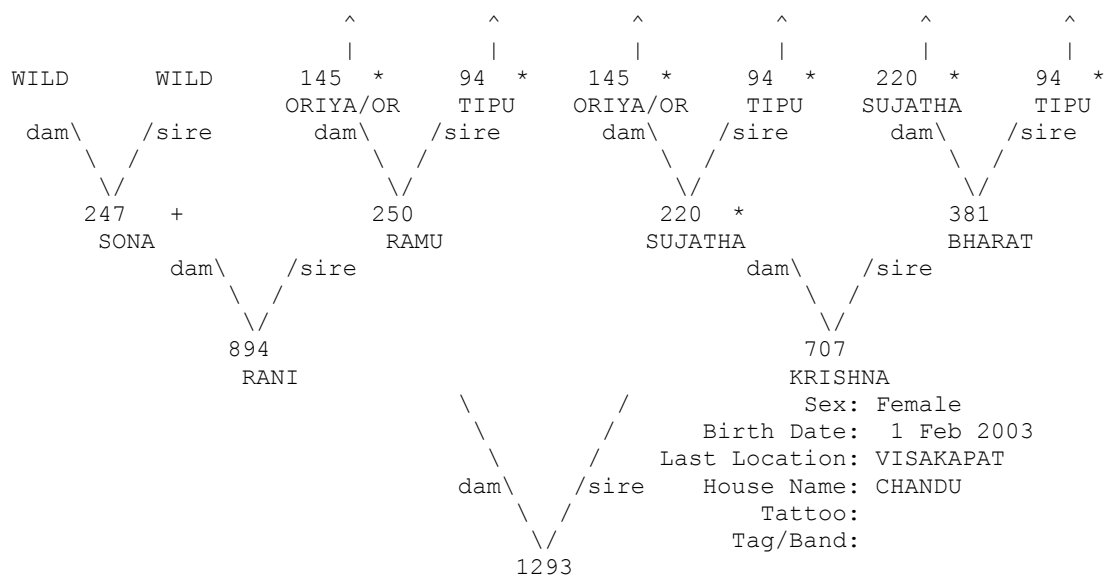 ^ ^ ^ ^ ^ ^
| | | | | |
WILD WILD 145 * 94 * 145 * 94 * 220 * 94 *
ORIYA/OR TIPU ORIYA/OR TIPU SUJATHA TIPU
dam\ /sire dam\ /sire dam\ /sire dam\ /sire
\ / \ / \ / \ /
\/ \/ \/ \/
247 + 250 220 * 381
SONA RAMU SUJATHA BHARAT
dam\ /sire dam\ /sire
\ / \ /
\/ \/
894 707
RANI KRISHNA
\ / Sex: Female
\ / Birth Date: 1 Feb 2003
\ / Last Location: VISAKAPAT
dam\ /sire House Name: CHANDU
\ / Tattoo:
\/ Tag/Band:
1293